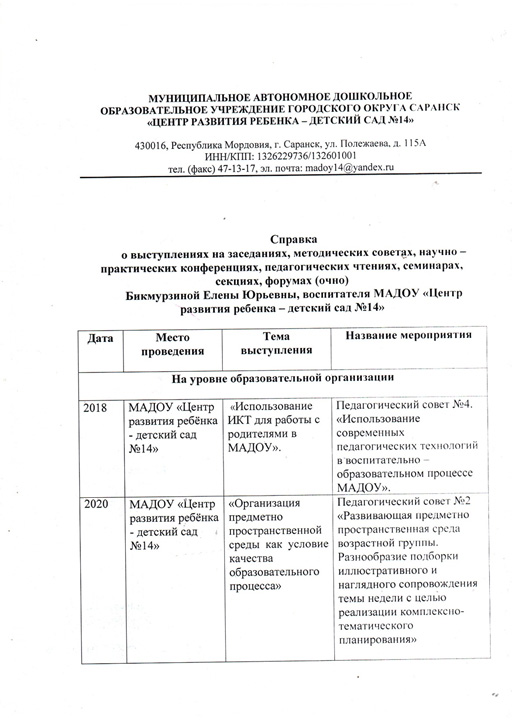 МУНИЦИПАЛЬНОЕ АВТОНОМНОЕ ДОШКОЛЬНОЕ
ОБРАЗОВАТЕЛЬНОЕ УЧРЕЖДЕНИЕ ГОРОДСКОГО ОКРУГА САРАНСК
«ЦЕНТР РАЗВИТИЯ РЕБЕНКА – ДЕТСКИЙ САД №14»
430016, Республика Мордовия, г. Саранск, ул. Полежаева, д. 115А
ИНН/КПП: 1326229736/132601001
тел. (факс) 47-13-17, эл. почта: madoy14@yandex.ru
Справка
о выступлениях на заседаниях, методических советах, научно –
практических конференциях, педагогических чтениях, семинарах,
секциях, форумах (очно)
Бикмурзиной Елены Юрьевны, воспитателя МАДОУ «Центр
развития ребенка – детский сад №14»
Дата
Место
проведения
Тема
выступления
Название мероприятия
На уровне образовательной организации
2018
МАДОУ «Центр
развития ребёнка
- детский сад
№14»
«Использование
ИКТ для работы с
родителями в
МАДОУ».
Педагогический совет №4.
«Использование
современных
педагогических технологий
в воспитательно –
образовательном процессе
МАДОУ».
2020
МАДОУ «Центр
развития ребёнка
- детский сад
№14»
«Организация
предметно
пространственной
среды как условие
качества
образовательного
процесса»
Педагогический совет №2
«Развивающая предметно
пространственная среда
возрастной группы.
Разнообразие подборки
иллюстративного и
наглядного сопровождения
темы недели с целью
реализации комплексно-
тематического
планирования»